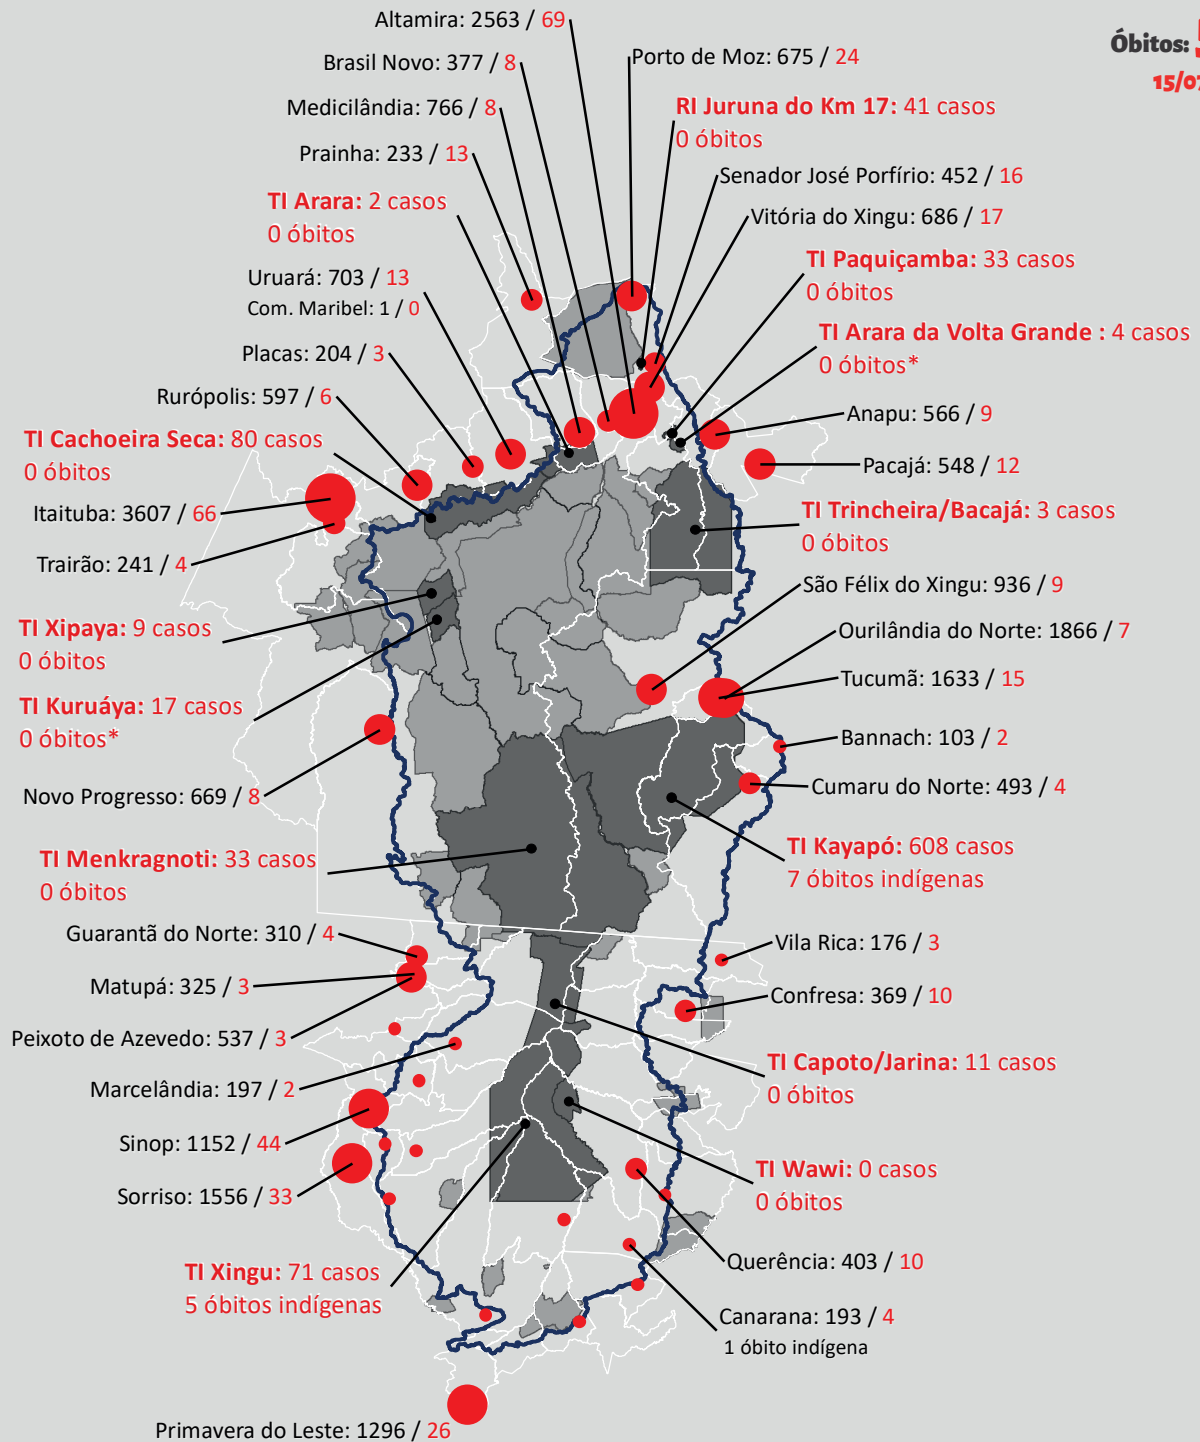 Altamira: 2563 / 69
Óbitos:
15/07
Brasil Novo: 377 / 8
Porto de Moz: 675 / 24
Medicilândia: 766 / 8
RI Juruna do Km 17: 41 casos
0 óbitos
Prainha: 233 / 13
Senador José Porfírio: 452 / 16
TI Arara: 2 casos
0 óbitos
Vitória do Xingu: 686 / 17
TI Paquiçamba: 33 casos
0 óbitos
Uruará: 703 / 13
Com. Maribel: 1 / 0
TI Arara da Volta Grande : 4 casos
0 óbitos*
Placas: 204 / 3
Rurópolis: 597 / 6
Anapu: 566 / 9
TI Cachoeira Seca: 80 casos
0 óbitos
Pacajá: 548 / 12
Itaituba: 3607 / 66
TI Trincheira/Bacajá: 3 casos
0 óbitos
Trairão: 241 / 4
São Félix do Xingu: 936 / 9
TI Xipaya: 9 casos
0 óbitos
Ourilândia do Norte: 1866 / 7
Tucumã: 1633 / 15
TI Kuruáya: 17 casos
0 óbitos*
Bannach: 103 / 2
Novo Progresso: 669 / 8
Cumaru do Norte: 493 / 4
TI Menkragnoti: 33 casos
0 óbitos
TI Kayapó: 608 casos
7 óbitos indígenas
Guarantã do Norte: 310 / 4
Vila Rica: 176 / 3
Matupá: 325 / 3
Confresa: 369 / 10
Peixoto de Azevedo: 537 / 3
TI Capoto/Jarina: 11 casos
0 óbitos
Marcelândia: 197 / 2
Sinop: 1152 / 44
TI Wawi: 0 casos
0 óbitos
Sorriso: 1556 / 33
Querência: 403 / 10
TI Xingu: 71 casos
5 óbitos indígenas
Canarana: 193 / 4
1 óbito indígena
Primavera do Leste: 1296 / 26